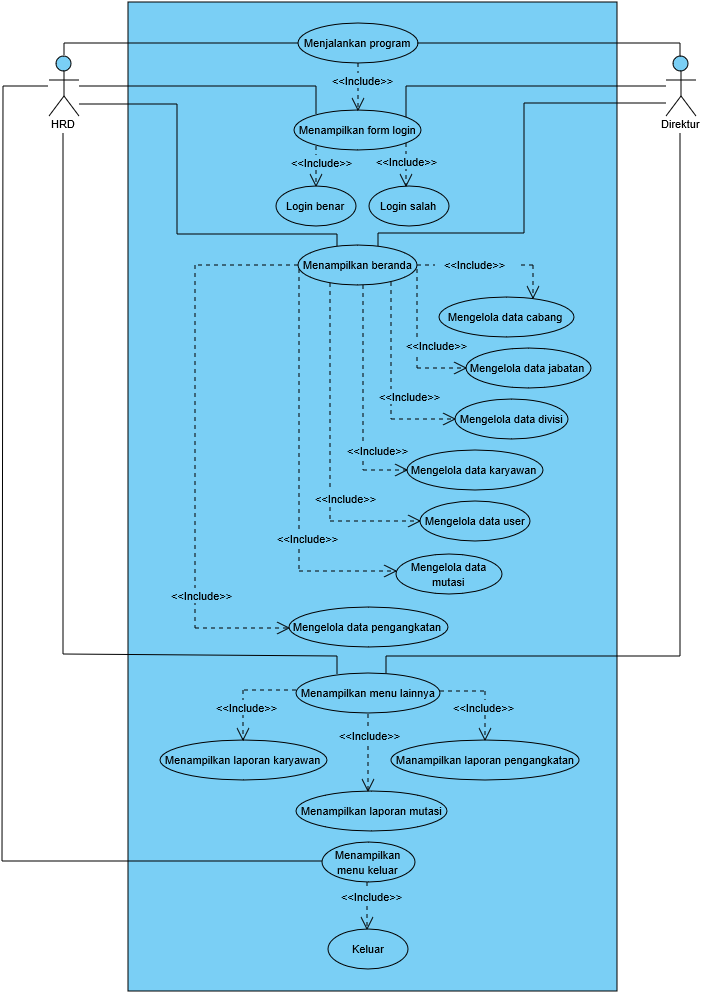 Menjalankan program
<<Include>>
HRD
Direktur
Menampilkan form login
<<Include>>
<<Include>>
Login benar
Login salah
Menampilkan beranda
<<Include>>
Mengelola data cabang
<<Include>>
Mengelola data jabatan
<<Include>>
Mengelola data divisi
<<Include>>
Mengelola data karyawan
<<Include>>
Mengelola data user
<<Include>>
Mengelola data
mutasi
<<Include>>
Mengelola data pengangkatan
Menampilkan menu lainnya
<<Include>>
<<Include>>
<<Include>>
Menampilkan laporan karyawan
Manampilkan laporan pengangkatan
Menampilkan laporan mutasi
Menampilkan
menu keluar
<<Include>>
Keluar